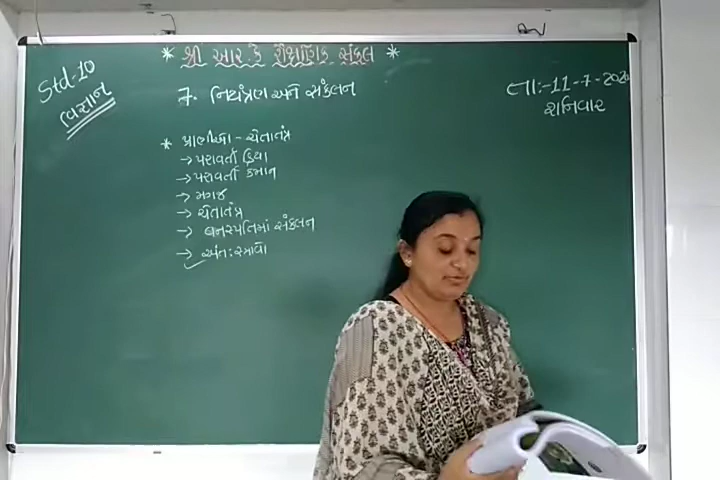 * શ્રી આર.કે શૈક્ષણિક સંકુલ *
Std-10
વિજ્ઞાન
તા:-11-7-2020
શનિવાર
7. નિયંત્રણ અને સંકલન
* પ્રાણીઓ - ચેતાતંત્ર
→ પરાવર્તી ક્રિયા
→ પરાવર્તી કમાન
→ મગજ
→ ચેતાતંત્ર
→ વનસ્પતિમાં સંકલન
→ અંત:સ્ત્રાવો